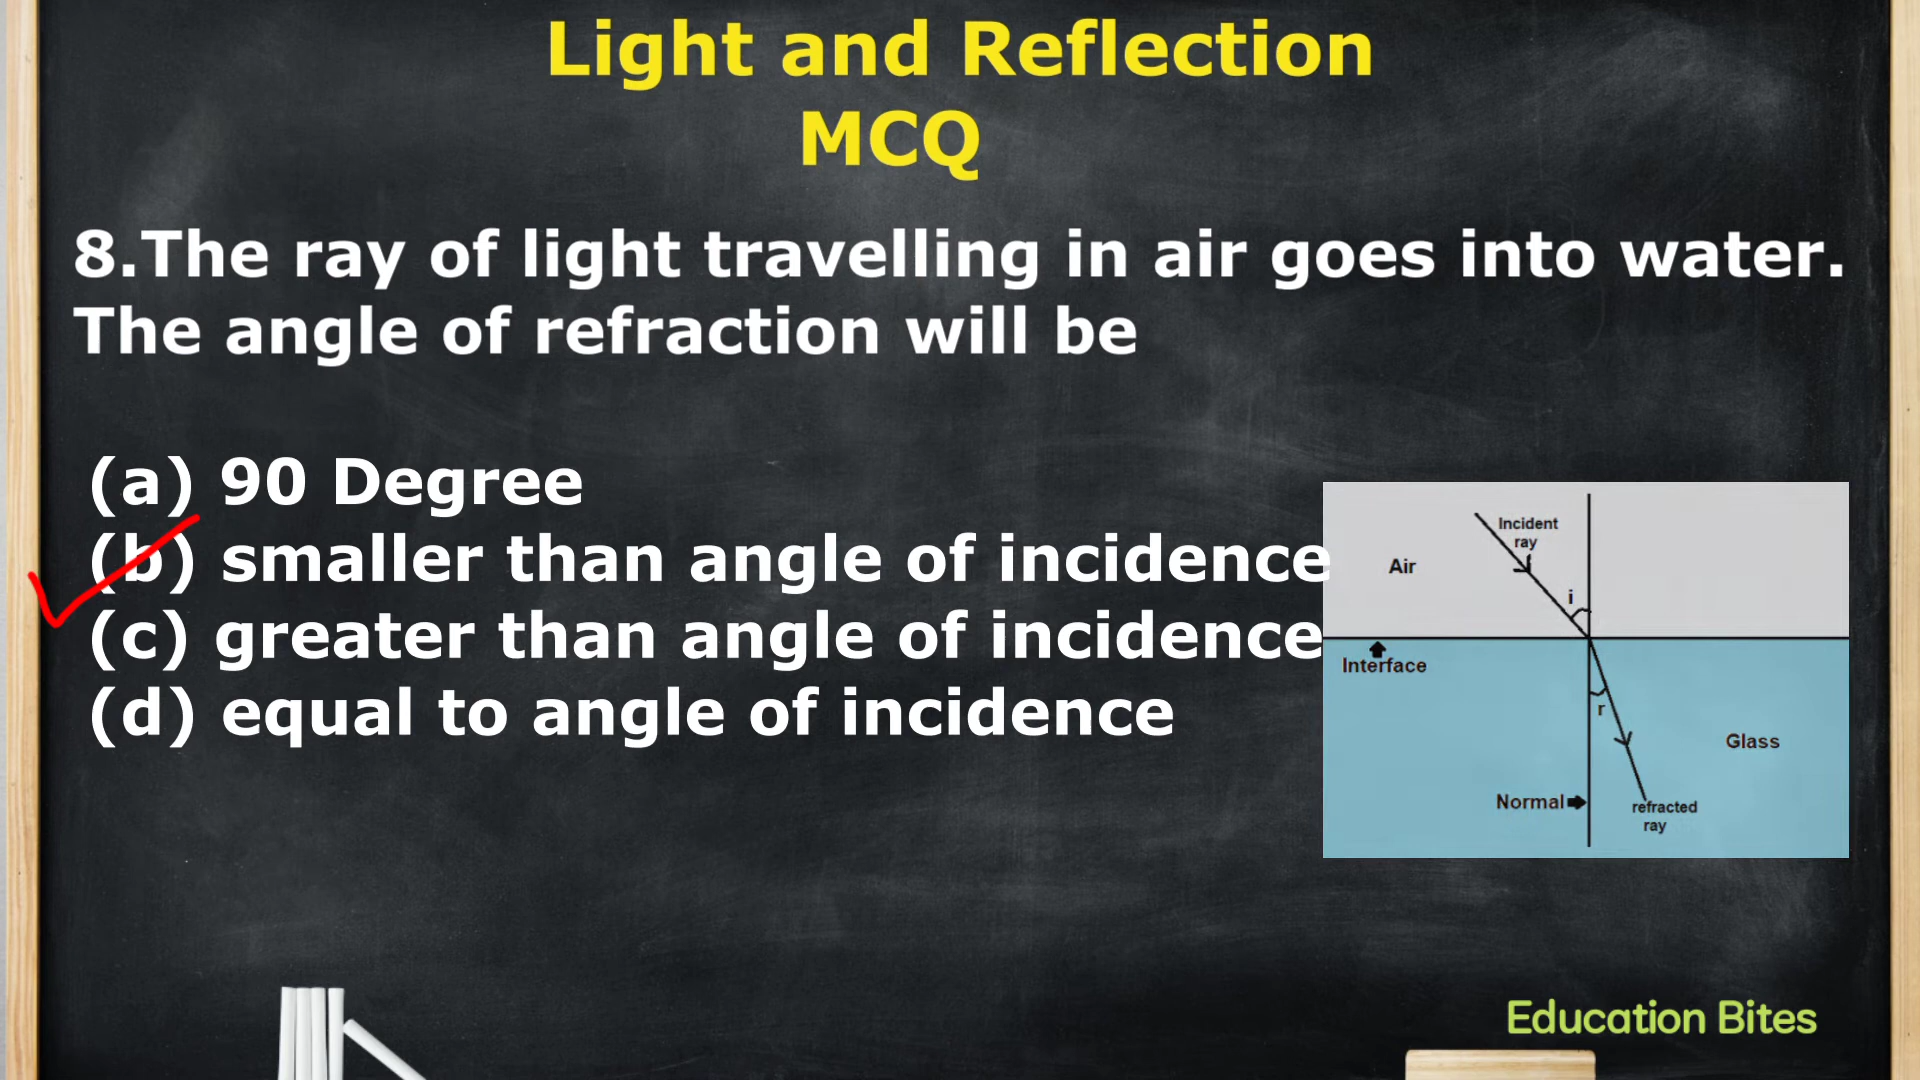 Light and Reflection
MCQ
8.The ray of light travelling in air goes into water.
The angle of refraction will be
(a) 90 Degree
(b) smaller than angle of incidence
(c) greater than angle of incidence
(d) equal to angle of incidence
Incident
ray
Air
i
Interface
r
Glass
Normal
refracted
ray
Education Bites